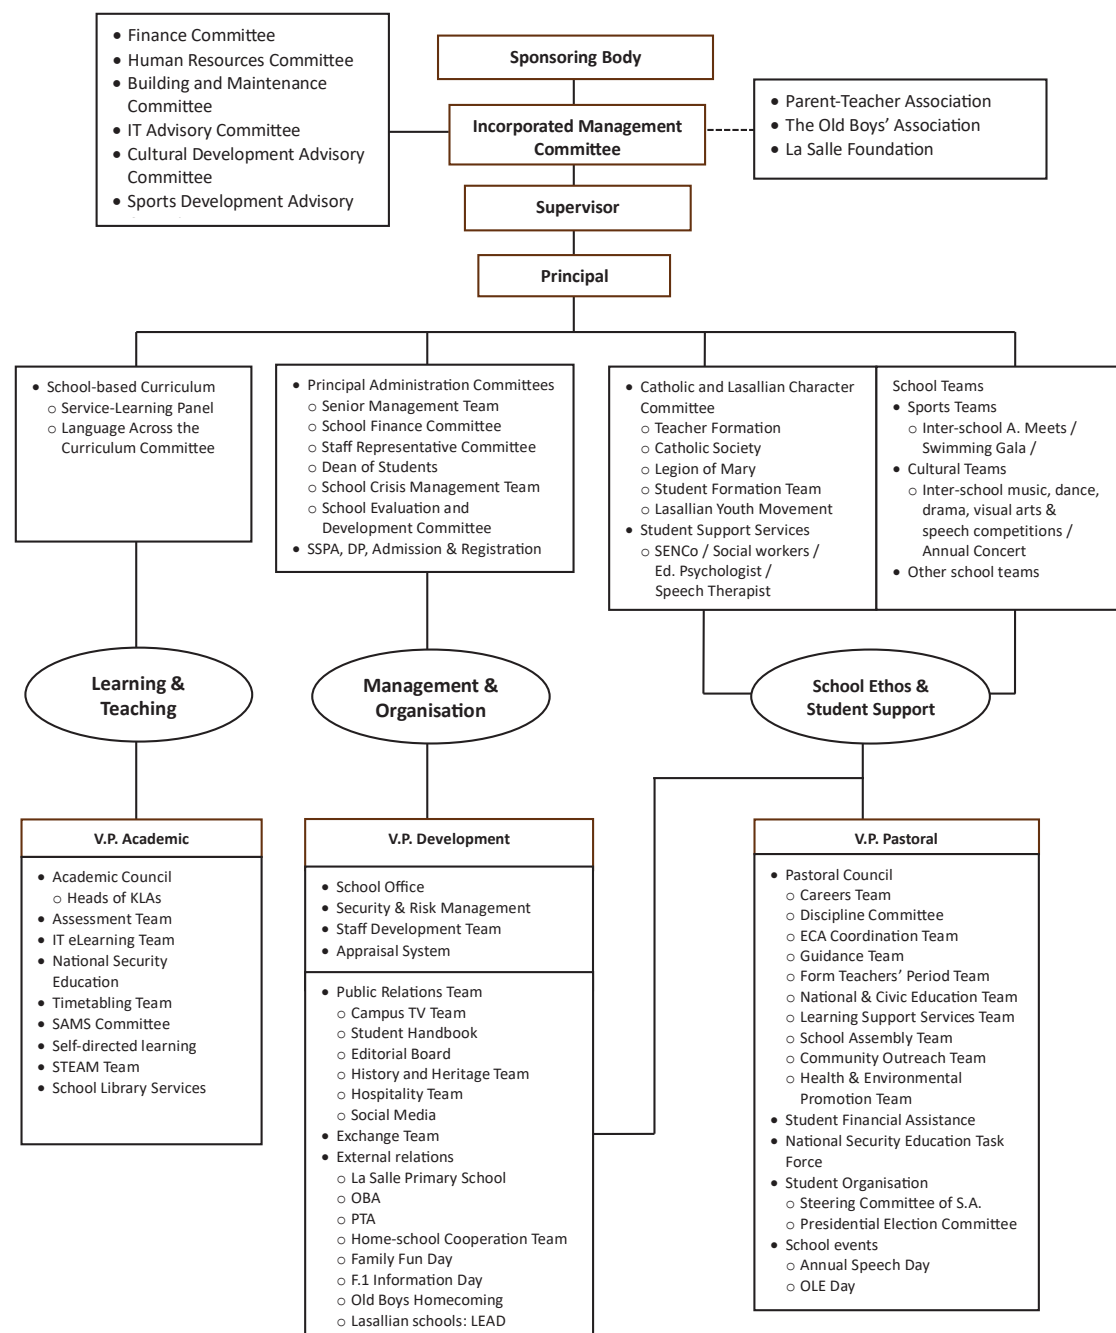 • Finance Committee
• Human Resources Committee
• Building and Maintenance
Committee
• IT Advisory Committee
• Cultural Development Advisory
Committee
• Sports Development Advisory
Sponsoring Body
Incorporated Management
Committee
• Parent-Teacher Association
• The Old Boys’ Association
• La Salle Foundation
Supervisor
Principal
• School-based Curriculum
o Service-Learning Panel
o Language Across the
Curriculum Committee
• Principal Administration Committees
o Senior Management Team
o School Finance Committee
o Staff Representative Committee
o Dean of Students
o School Crisis Management Team
o School Evaluation and
Development Committee
• SSPA, DP, Admission & Registration
• Catholic and Lasallian Character
Committee
o Teacher Formation
o Catholic Society
o Legion of Mary
o Student Formation Team
o Lasallian Youth Movement
• Student Support Services
o SENCo / Social workers /
Ed. Psychologist /
Speech Therapist
School Teams
• Sports Teams
o Inter-school A. Meets /
Swimming Gala /
• Cultural Teams
o Inter-school music, dance,
drama, visual arts &
speech competitions /
Annual Concert
• Other school teams
Learning &
Teaching
Management &
Organisation
School Ethos &
Student Support
V.P. Academic
• Academic Council
o Heads of KLAs
• Assessment Team
• IT eLearning Team
• National Security
Education
• Timetabling Team
• SAMS Committee
• Self-directed learning
• STEAM Team
• School Library Services
V.P. Development
• School Office
• Security & Risk Management
• Staff Development Team
• Appraisal System
• Public Relations Team
o Campus TV Team
o Student Handbook
o Editorial Board
o History and Heritage Team
o Hospitality Team
o Social Media
• Exchange Team
• External relations
o La Salle Primary School
o OBA
o PTA
o Home-school Cooperation Team
o Family Fun Day
o F.1 Information Day
o Old Boys Homecoming
o Lasallian schools: LEAD
V.P. Pastoral
• Pastoral Council
o Careers Team
o Discipline Committee
o ECA Coordination Team
o Guidance Team
o Form Teachers’ Period Team
o National & Civic Education Team
o Learning Support Services Team
o School Assembly Team
o Community Outreach Team
o Health & Environmental
Promotion Team
• Student Financial Assistance
• National Security Education Task
Force
• Student Organisation
o Steering Committee of S.A.
o Presidential Election Committee
• School events
o Annual Speech Day
o OLE Day